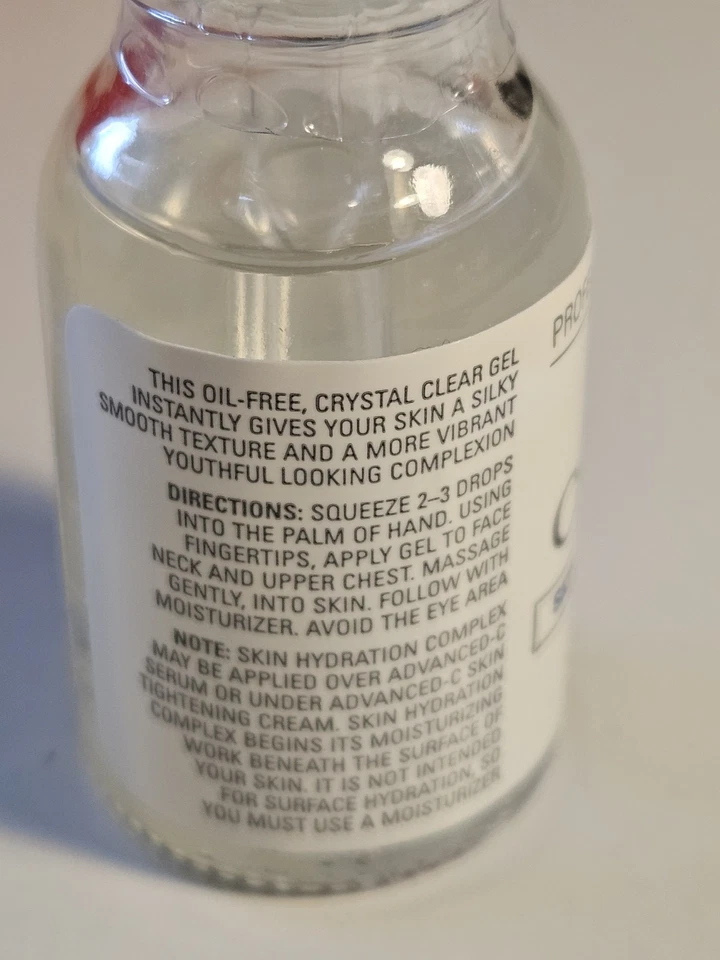 THIS OIL-FREE, CRYSTAL CLEAR GEL
INSTANTLY GIVES YOUR SKIN A SILKY
SMOOTH TEXTURE AND A MORE VIBRANT
YOUTHFUL LOOKING COMPLEXION
DIRECTIONS: SQUEEZE 2–3 DROPS
INTO THE PALM OF HAND. USING
FINGERTIPS, APPLY GEL TO FACE
NECK AND UPPER CHEST. MASSAGE
GENTLY, INTO SKIN. FOLLOW WITH
MOISTURIZER. AVOID THE EYE AREA
NOTE: SKIN HYDRATION COMPLEX
MAY BE APPLIED OVER ADVANCED-C
SERUM OR UNDER ADVANCED-C SKIN
TIGHTENING CREAM. SKIN HYDRATION
COMPLEX BEGINS ITS MOISTURIZING
WORK BENEATH THE SURFACE OF
YOUR SKIN. IT IS NOT INTENDED
FOR SURFACE HYDRATION, SO
YOU MUST USE A MOISTURIZER